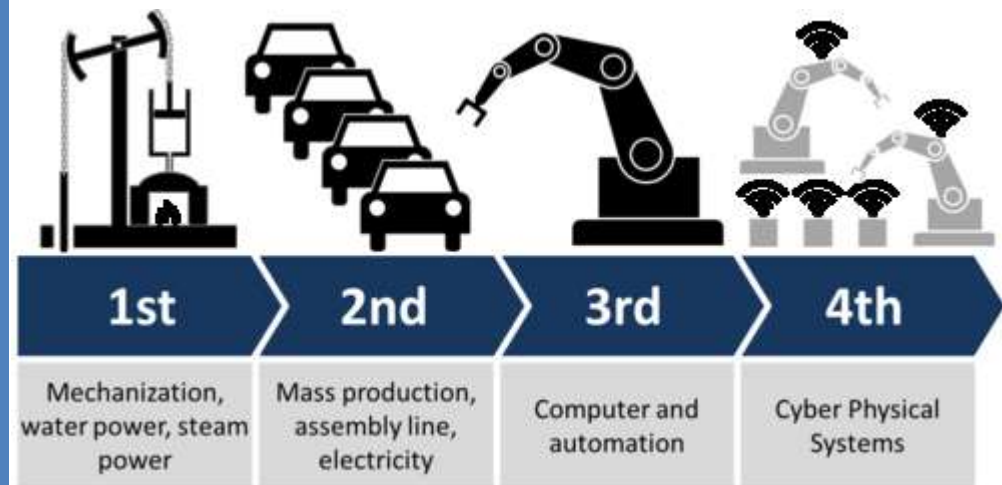 1st
2nd
3rd
4th
Mechanization,
water power, steam
power
Mass production,
assembly line,
electricity
Computer and
automation
Cyber Physical
Systems